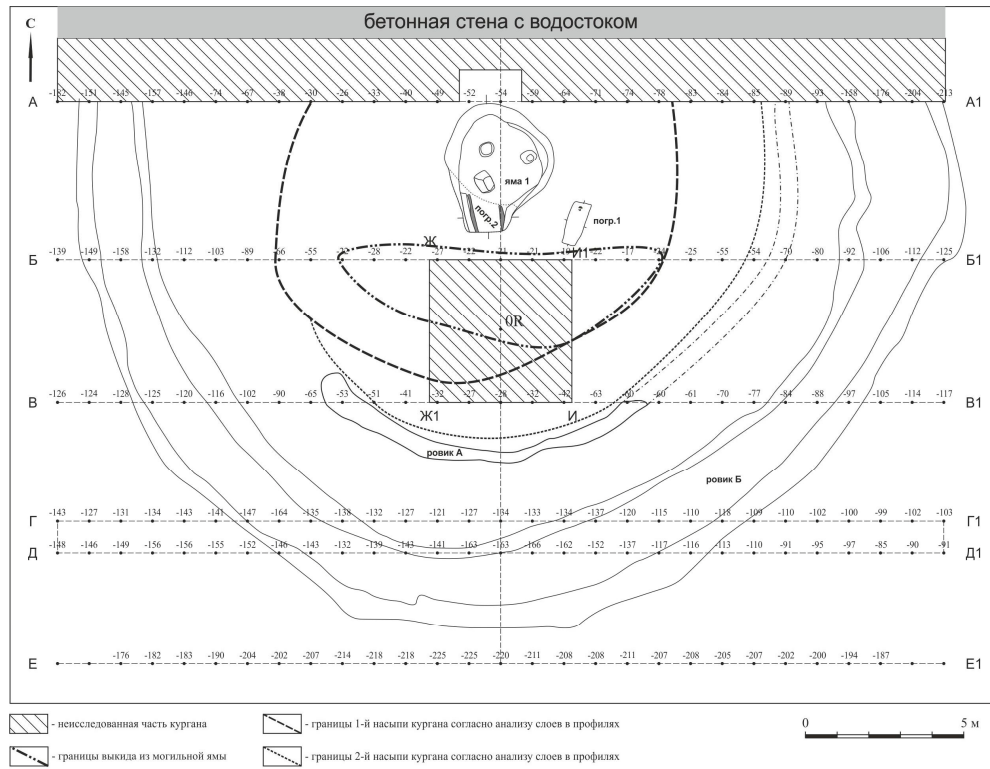 бетонная стена с водостоком
С
-182 -151 -145 -157 -146 -74 -67 -38 -30 -26 -33 -40 -49 -52 -54 -59 -64 -71 -74 -78 -83 -84 -85 -89 -93 -158 -176 -204 -213
А А1
яма 1
погр.2
погр.1
Ж И1
-139 -149 -158 -132 -112 -103 -89 -66 -55 -28 -22 -27 -22 -21 -21 -19 -22 -17 -24 -25 -55 -54 -70 -80 -92 -106 -112 -125
Б Б1
0R
-126 -124 -128 -125 -120 -116 -102 -90 -65 -53 -51 -41 -32 -27 -28 -32 -42 -63 -60 -60 -61 -71 -77 -84 -88 -97 -105 -114 -117
В В1
Ж1 И
ровик А
ровик Б
-143 -127 -131 -134 -143 -141 -147 -164 -135 -138 -132 -127 -121 -127 -134 -133 -134 -137 -120 -115 -110 -118 -109 -110 -102 -100 -99 -102 -103
Г Г1
-148 -146 -149 -156 -156 -155 -152 -146 -143 -132 -139 -143 -141 -163 -163 -166 -162 -152 -137 -117 -116 -113 -110 -91 -95 -97 -85 -90 -91
Д Д1
-176 -182 -183 -190 -204 -202 -207 -214 -218 -218 -225 -225 -220 -211 -208 -208 -211 -207 -208 -205 -207 -202 -200 -194 -187
Е Е1
- неисследованная часть кургана
- границы 1-й насыпи кургана согласно анализу слоев в профилях
0 5 м
- границы выкида из могильной ямы
- границы 2-й насыпи кургана согласно анализу слоев в профилях